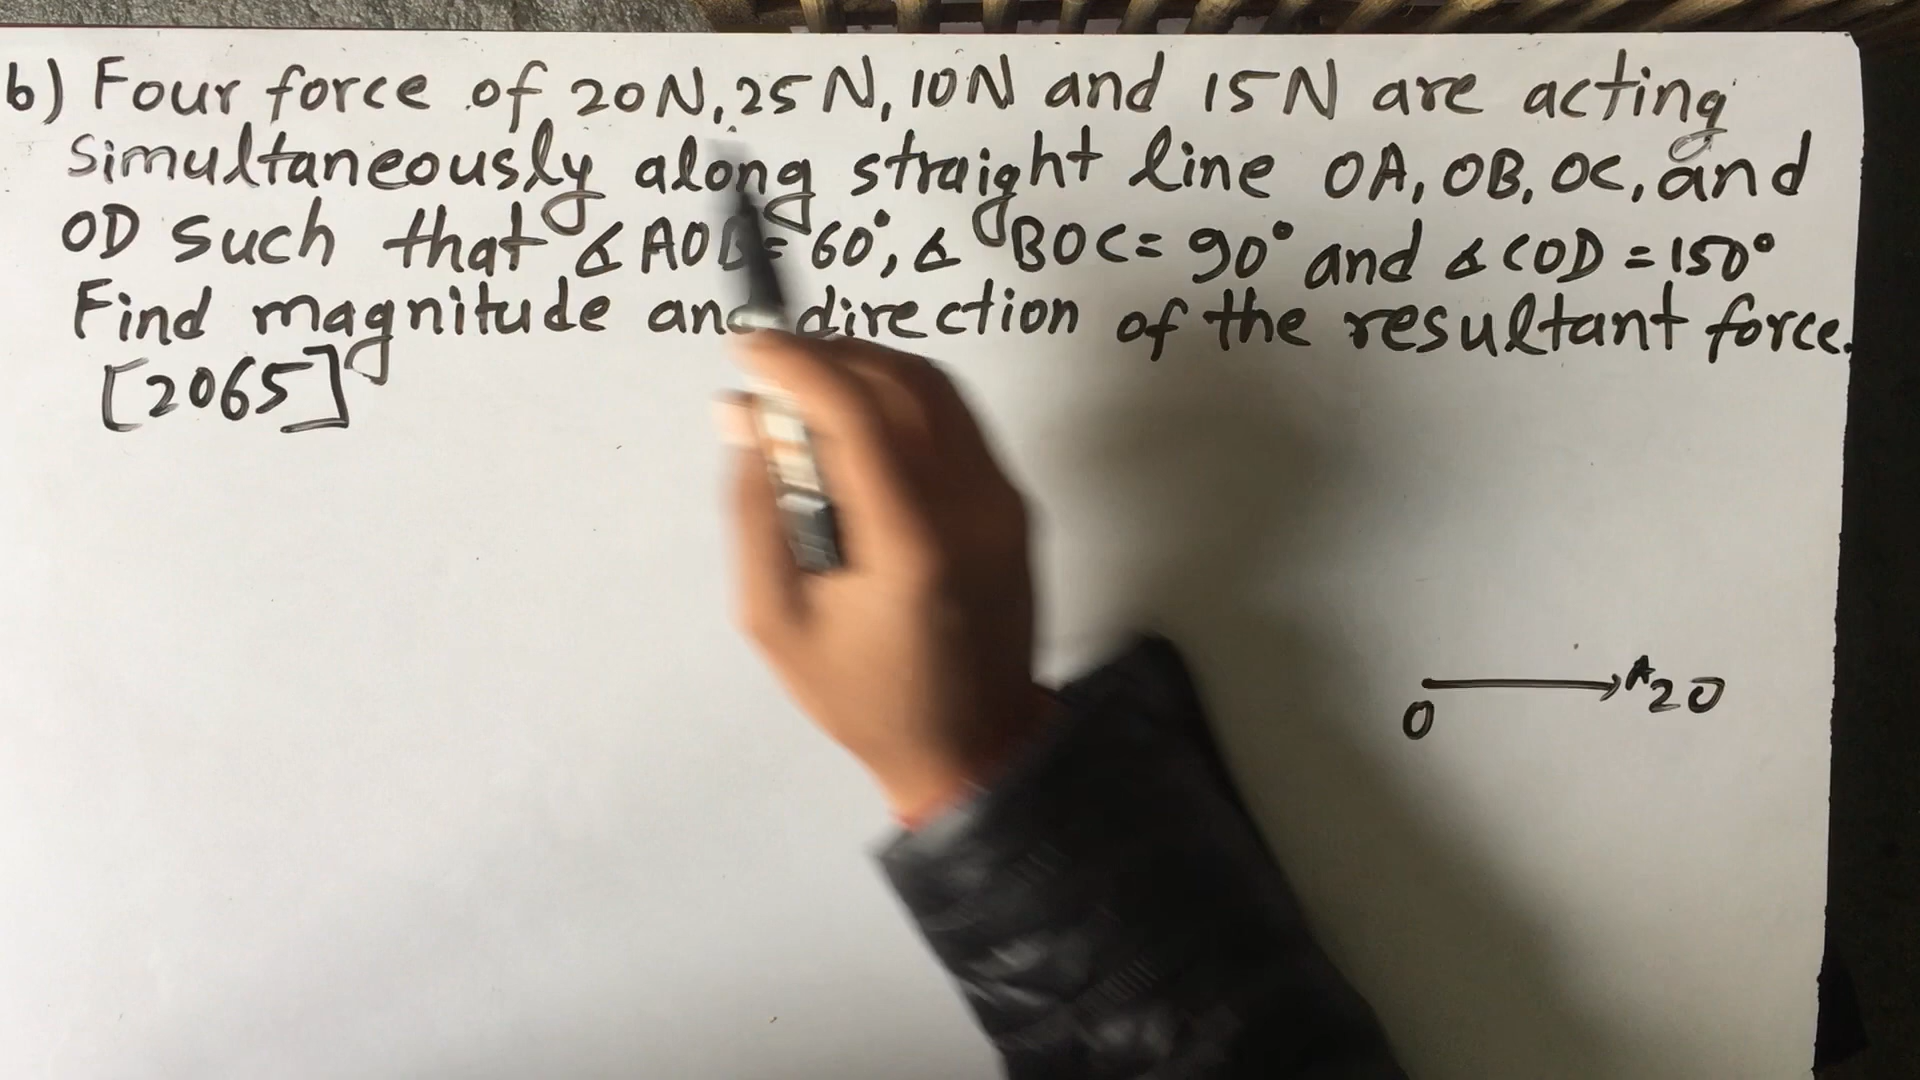 b) Four force of 20N, 25N, 10N and 15N are acting
simultaneously along straight line OA, OB, OC, and
OD such that ∠AOB= 60°, ∠BOC= 90° and ∠COD = 150°
Find magnitude and direction of the resultant force.
[2065]
A 20
O